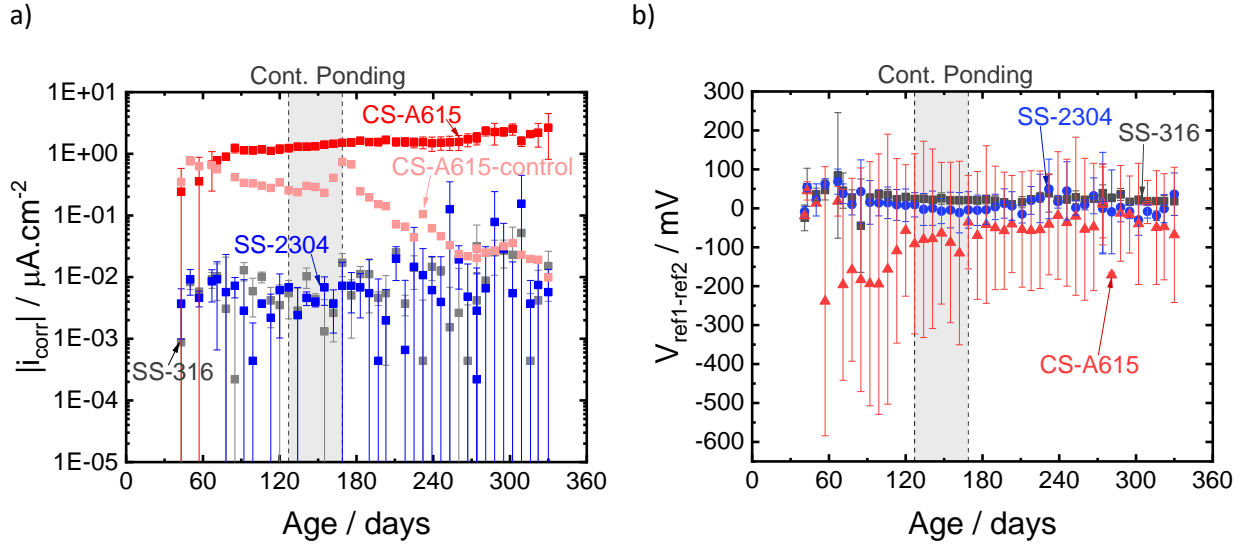 a)
b)
Cont. Ponding
1E+01
1E+00
1E-01
1E-02
1E-03
1E-04
1E-05
|i_corr| / μA.cm⁻²
CS-A615
CS-A615-control
SS-2304
SS-316
0 60 120 180 240 300 360
Age / days
Cont. Ponding
300
200
100
0
-100
-200
-300
-400
-500
-600
V_ref1-ref2 / mV
SS-2304
SS-316
CS-A615
0 60 120 180 240 300 360
Age / days